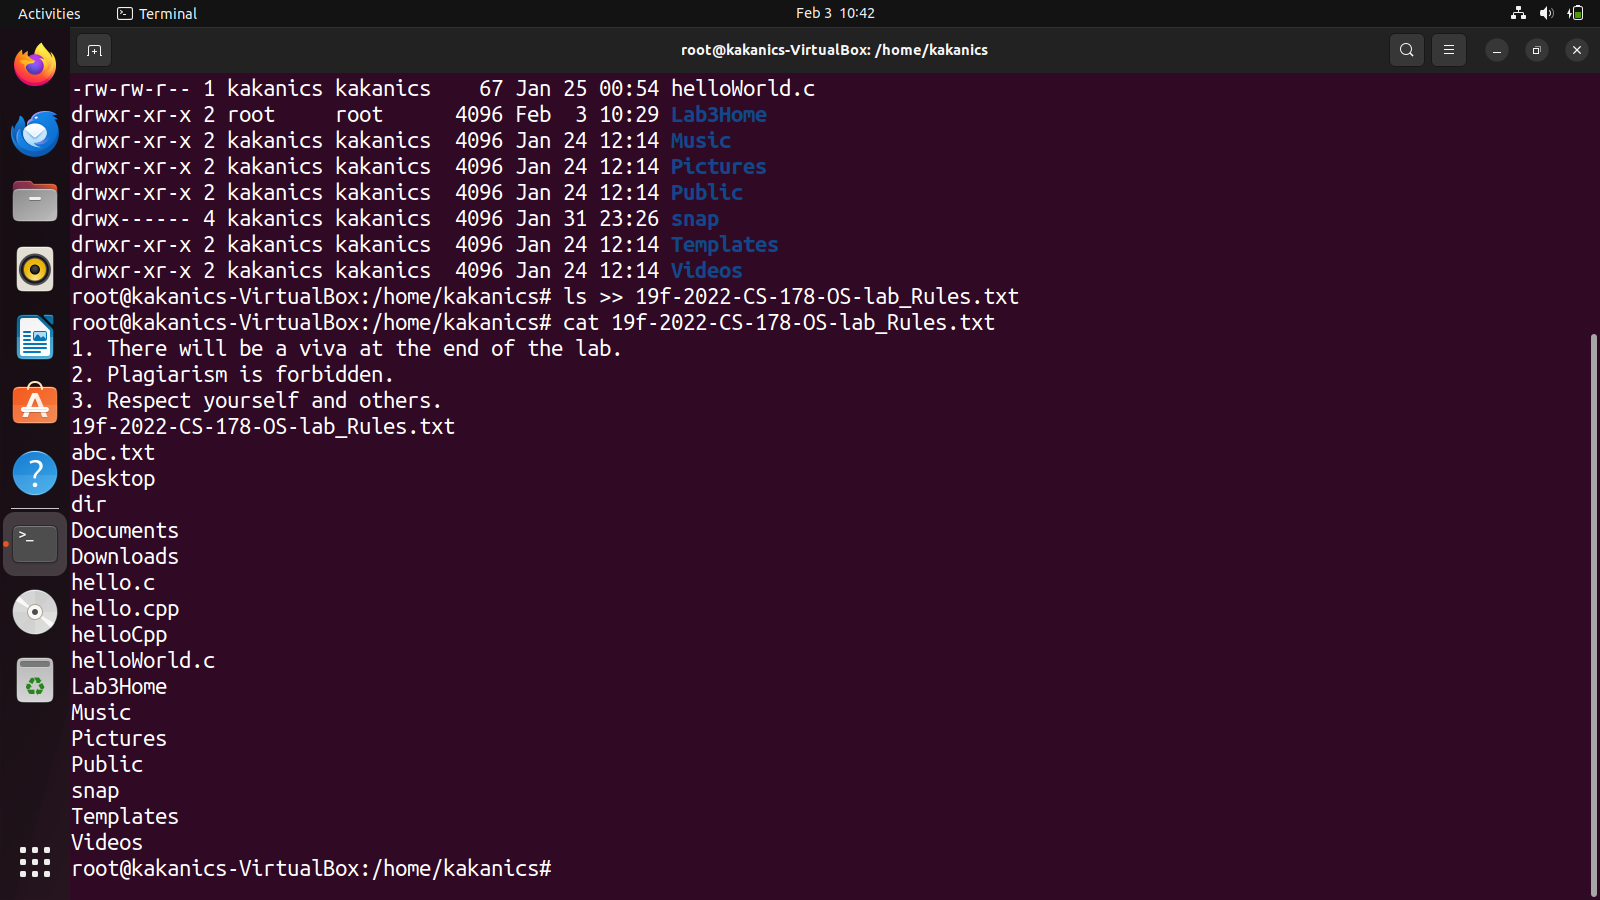 Activities
Terminal
Feb 3 10:42
root@kakanics-VirtualBox: /home/kakanics
-rw-rw-r-- 1 kakanics kakanics    67 Jan 25 00:54 helloWorld.c
drwxr-xr-x 2 root     root      4096 Feb  3 10:29 Lab3Home
drwxr-xr-x 2 kakanics kakanics  4096 Jan 24 12:14 Music
drwxr-xr-x 2 kakanics kakanics  4096 Jan 24 12:14 Pictures
drwxr-xr-x 2 kakanics kakanics  4096 Jan 24 12:14 Public
drwx------ 4 kakanics kakanics  4096 Jan 31 23:26 snap
drwxr-xr-x 2 kakanics kakanics  4096 Jan 24 12:14 Templates
drwxr-xr-x 2 kakanics kakanics  4096 Jan 24 12:14 Videos
root@kakanics-VirtualBox:/home/kakanics# ls >> 19f-2022-CS-178-OS-lab_Rules.txt
root@kakanics-VirtualBox:/home/kakanics# cat 19f-2022-CS-178-OS-lab_Rules.txt
1. There will be a viva at the end of the lab.
2. Plagiarism is forbidden.
3. Respect yourself and others.
19f-2022-CS-178-OS-lab_Rules.txt
abc.txt
Desktop
dir
Documents
Downloads
hello.c
hello.cpp
helloCpp
helloWorld.c
Lab3Home
Music
Pictures
Public
snap
Templates
Videos
root@kakanics-VirtualBox:/home/kakanics#